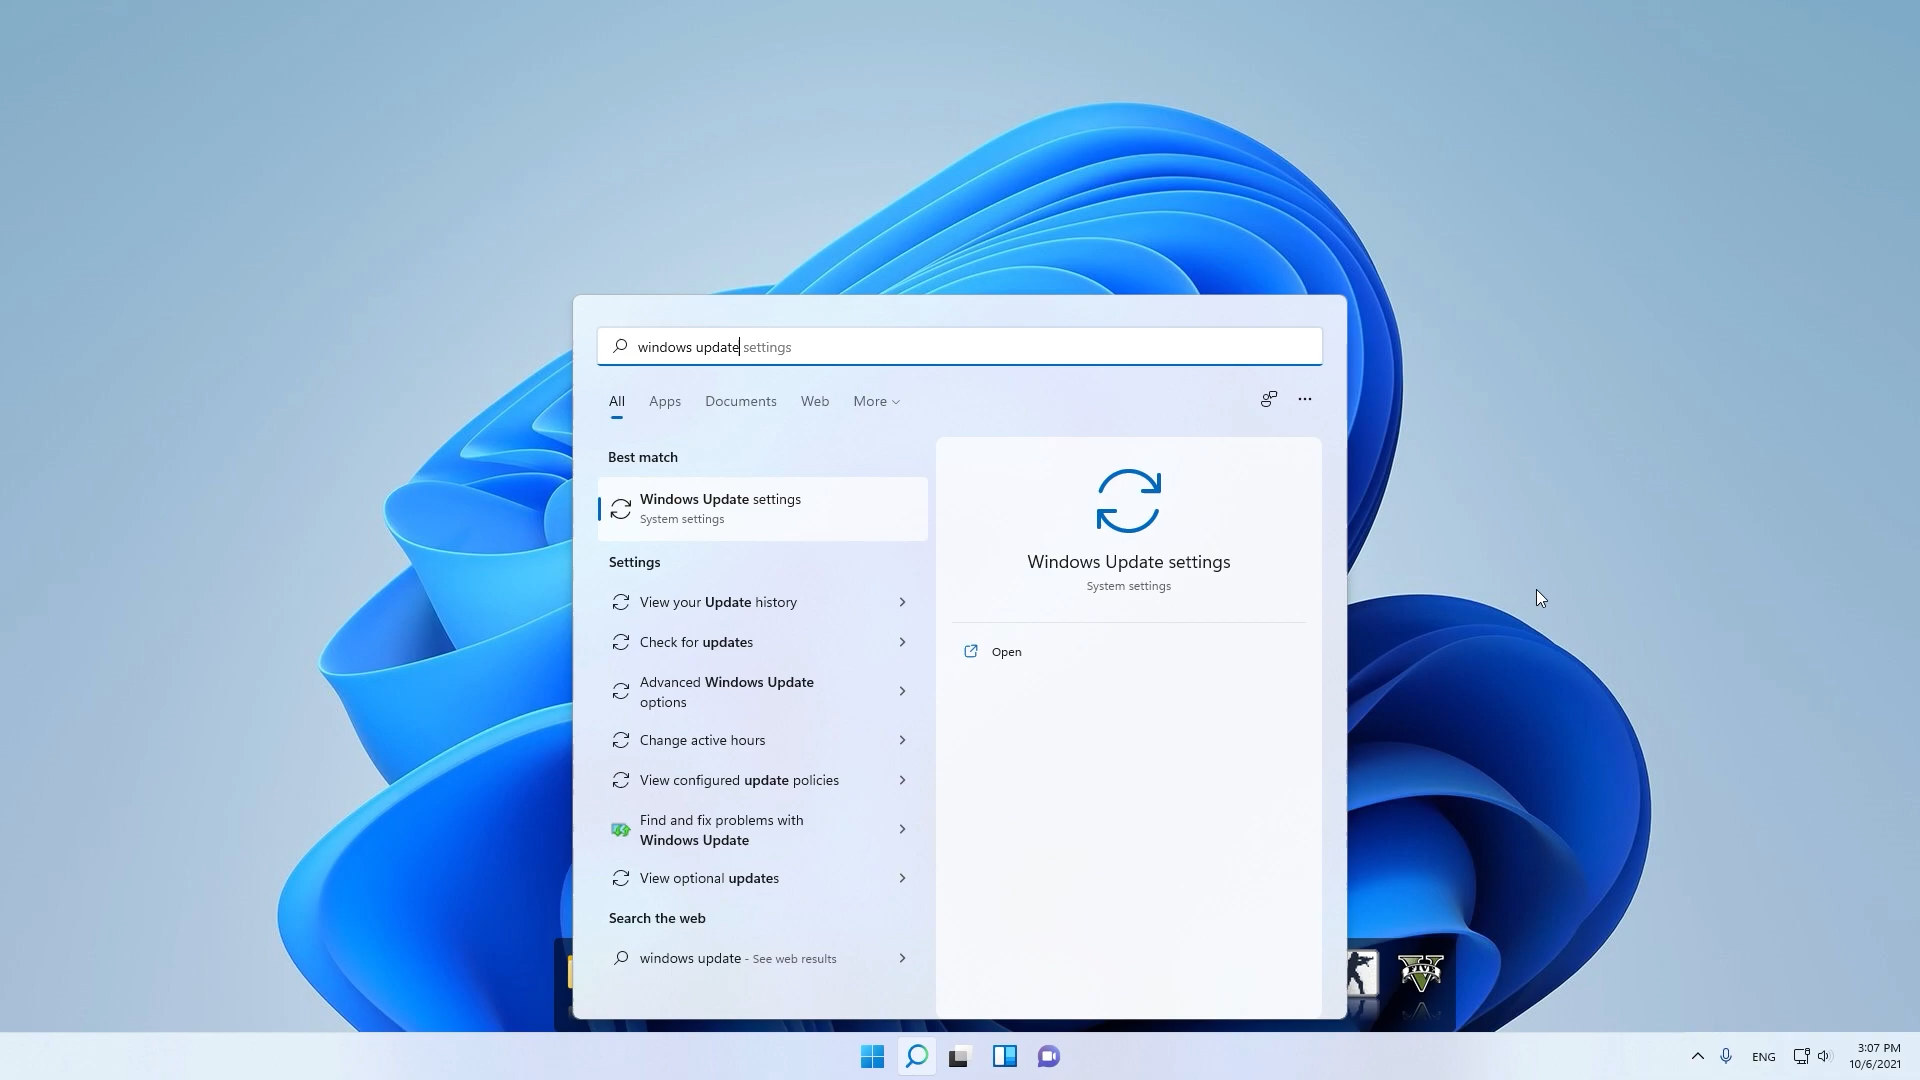 windows update settings
All Apps Documents Web More
Best match
Windows Update settings
System settings
Settings
View your Update history
Check for updates
Advanced Windows Update
options
Change active hours
View configured update policies
Find and fix problems with
Windows Update
View optional updates
Search the web
windows update - See web results
Windows Update settings
System settings
Open
FIVE
ENG
3:07 PM
10/6/2021